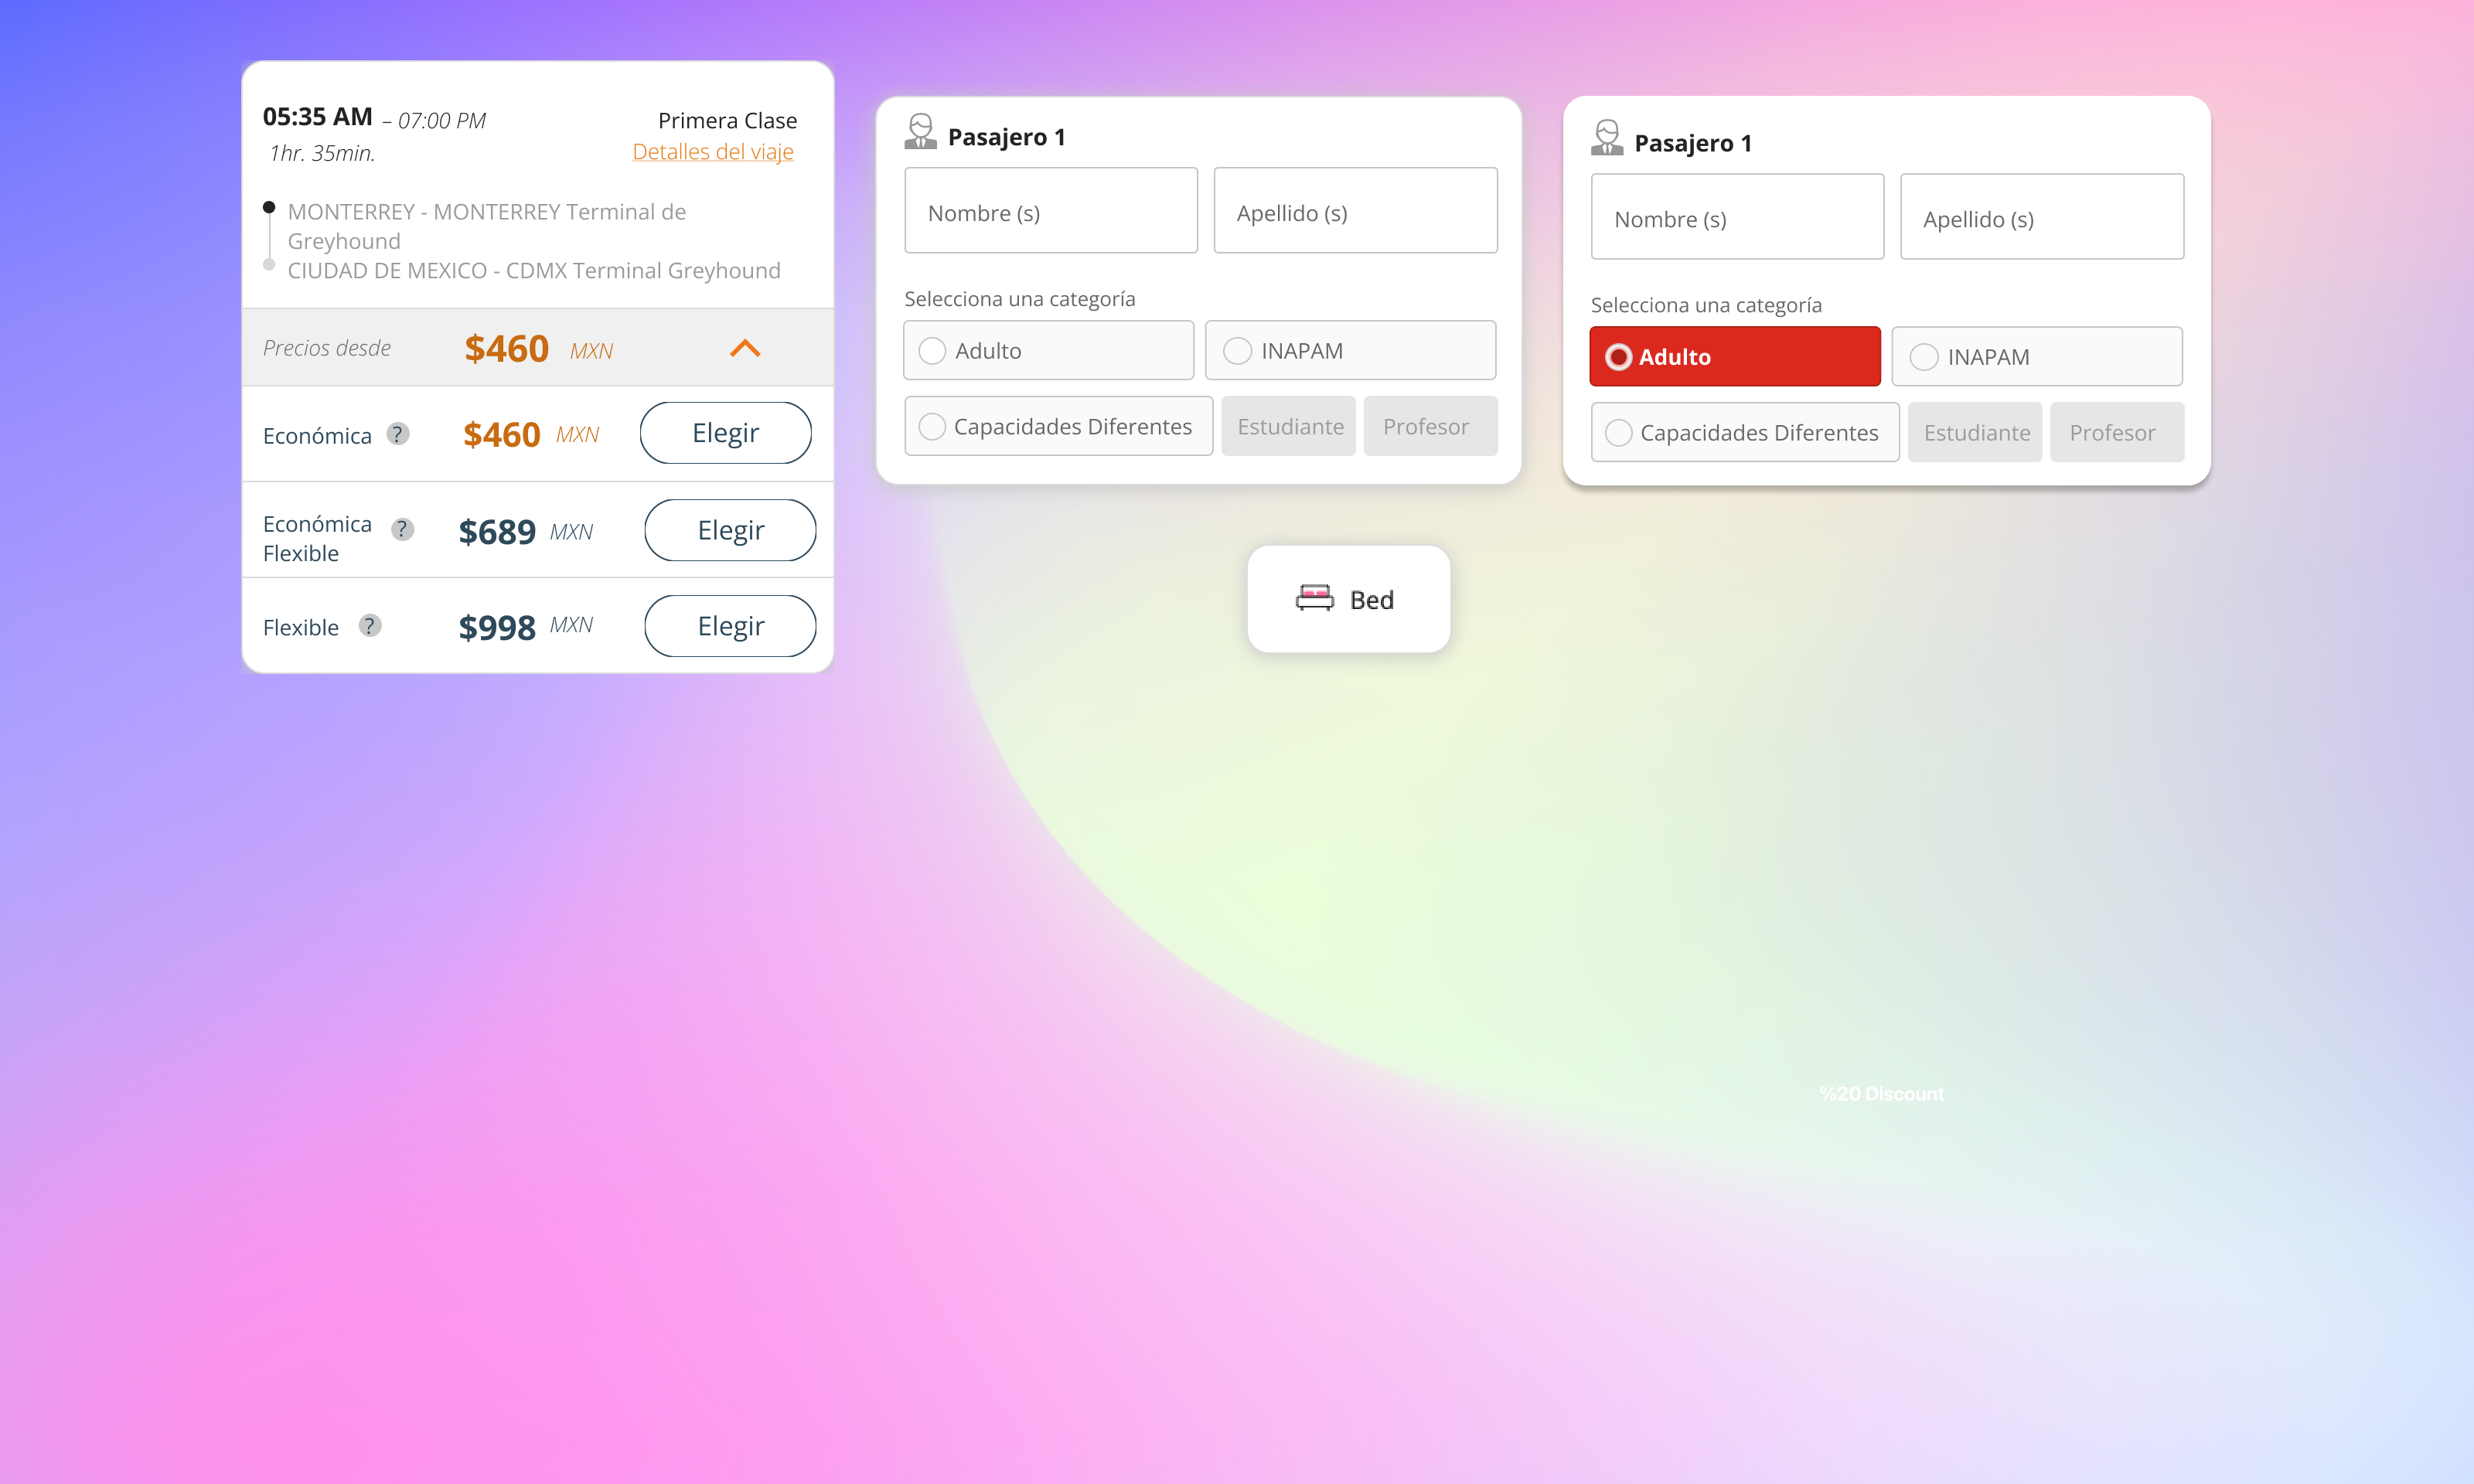 05:35 AM – 07:00 PM
Primera Clase
1hr. 35min.
Detalles del viaje
MONTERREY - MONTERREY Terminal de
Greyhound
CIUDAD DE MEXICO - CDMX Terminal Greyhound
Precios desde $460 MXN
Económica ? $460 MXN Elegir
Económica
Flexible ? $689 MXN Elegir
Flexible ? $998 MXN Elegir
Pasajero 1
Nombre (s) Apellido (s)
Selecciona una categoría
Adulto INAPAM
Capacidades Diferentes Estudiante Profesor
Pasajero 1
Nombre (s) Apellido (s)
Selecciona una categoría
Adulto INAPAM
Capacidades Diferentes Estudiante Profesor
Bed
%20 Discount